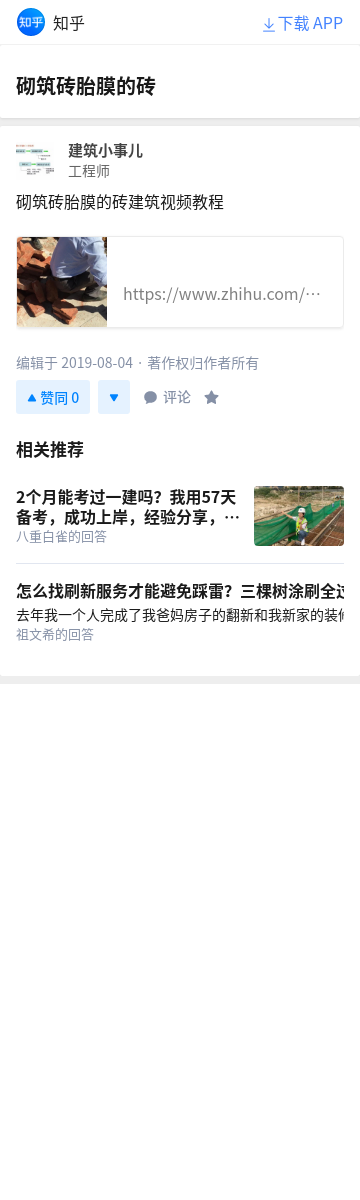 知乎 知乎
下载 APP
砌筑砖胎膜的砖
建筑小事儿
工程师
砌筑砖胎膜的砖建筑视频教程
https://www.zhihu.com/···
编辑于 2019-08-04 · 著作权归作者所有
赞同 0
评论
相关推荐
2个月能考过一建吗？我用57天
备考，成功上岸，经验分享，···
八重白雀的回答
怎么找刷新服务才能避免踩雷？三棵树涂刷全过
去年我一个人完成了我爸妈房子的翻新和我新家的装修
祖文希的回答